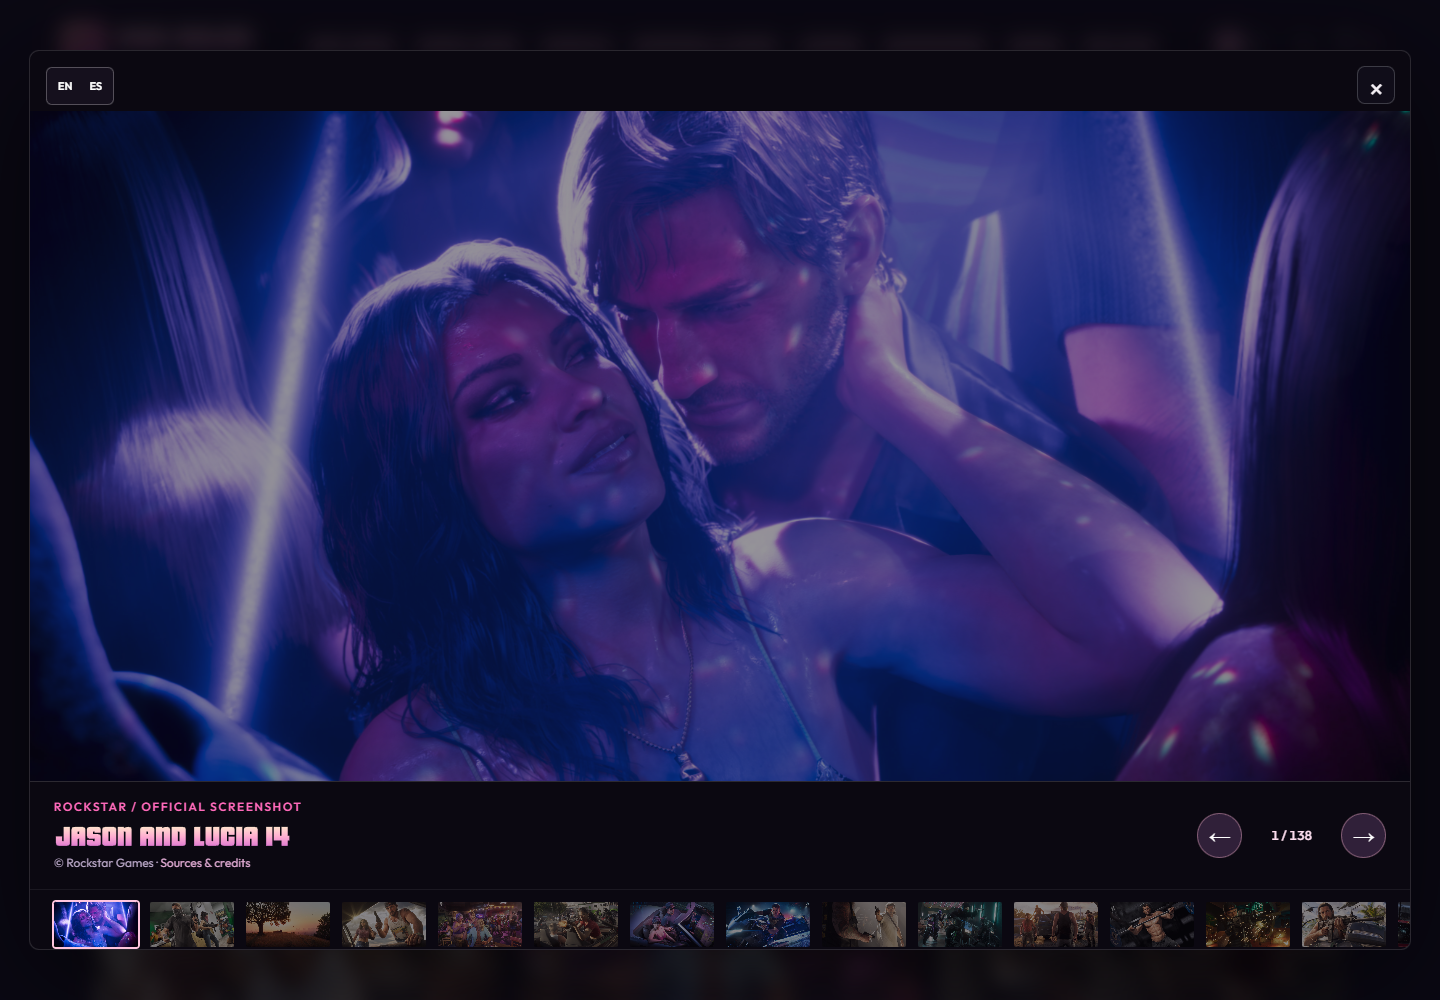 EN ES
×
ROCKSTAR / OFFICIAL SCREENSHOT
JASON AND LUCIA 14
© Rockstar Games · Sources & credits
← 1 / 138 →